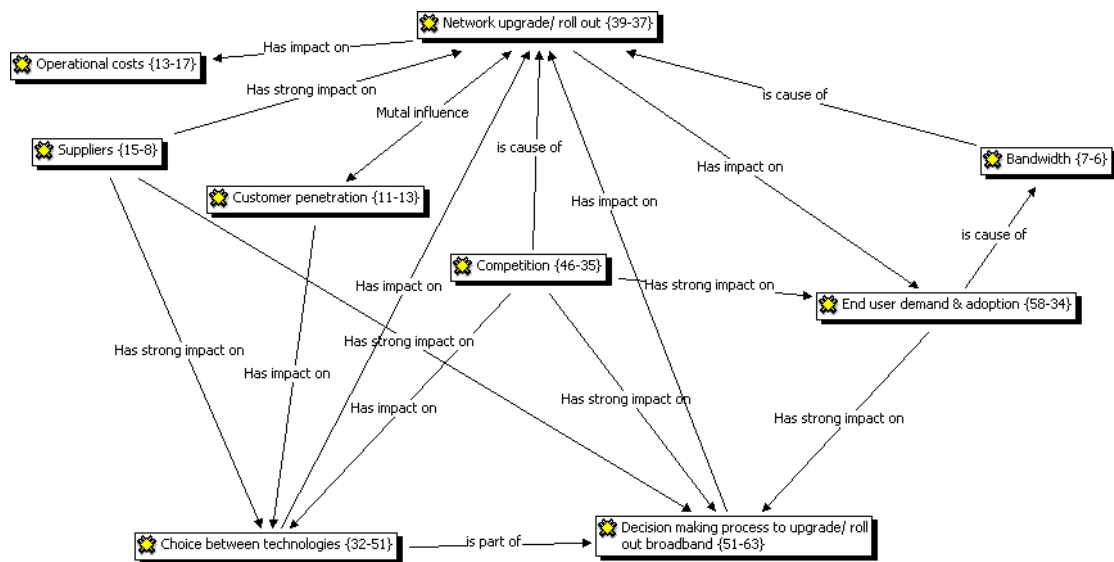 Network upgrade/ roll out {39-37}
Has impact on
Operational costs {13-17}
Has strong impact on
Mutal influence
is cause of
is cause of
Suppliers {15-8}
Has impact on
Bandwidth {7-6}
Customer penetration {11-13}
Has impact on
is cause of
Competition {46-35}
Has impact on
Has strong impact on
End user demand & adoption {58-34}
Has strong impact on
Has strong impact on
Has impact on
Has impact on
Has strong impact on
Has strong impact on
Choice between technologies {32-51}
is part of
Decision making process to upgrade/ roll
out broadband {51-63}